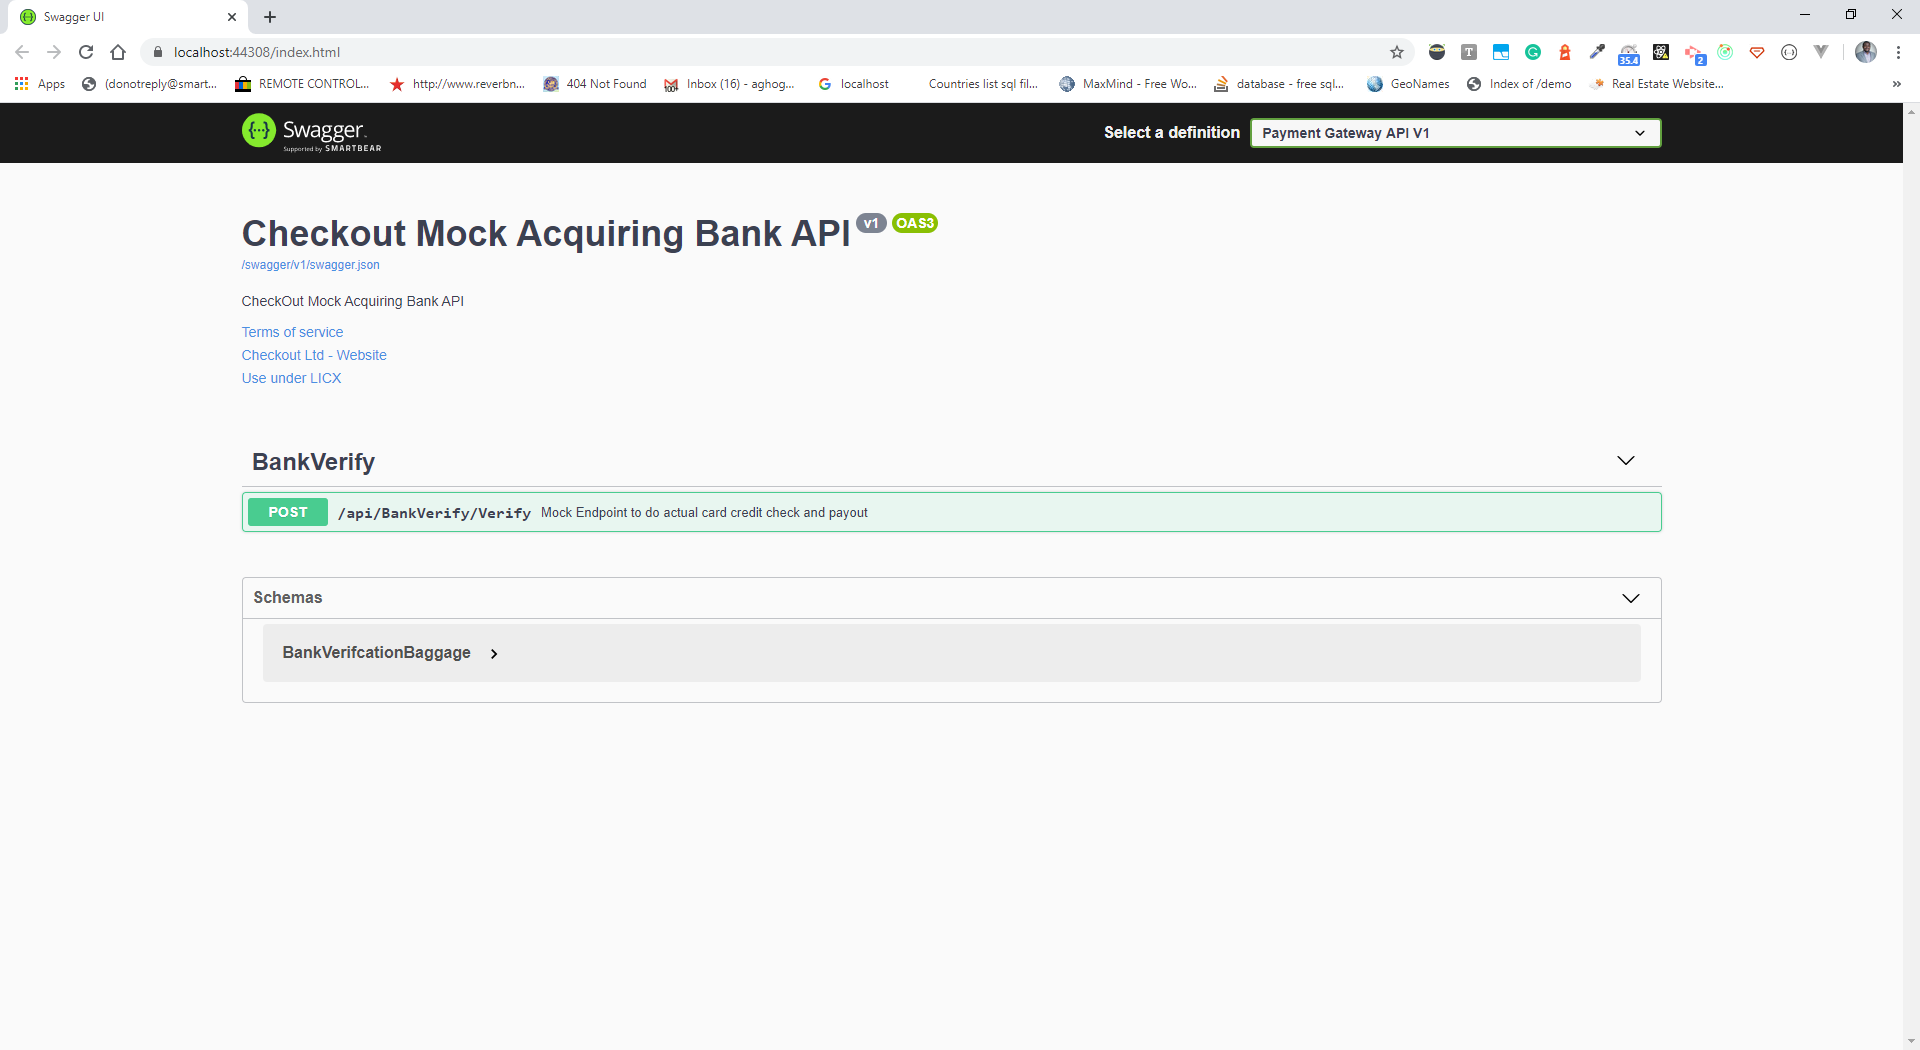 Swagger UI
localhost:44308/index.html
35.4
2
Apps
(donotreply@smart...
REMOTE CONTROL...
http://www.reverbn...
404 Not Found
100
Inbox (16) - aghog...
localhost
Countries list sql fil...
MaxMind - Free Wo...
database - free sql...
GeoNames
Index of /demo
Real Estate Website...
»
Swagger.
Supported by SMARTBEAR
Select a definition
Payment Gateway API V1
Checkout Mock Acquiring Bank API v1 OAS3
/swagger/v1/swagger.json
CheckOut Mock Acquiring Bank API
Terms of service
Checkout Ltd - Website
Use under LICX
BankVerify
POST /api/BankVerify/Verify Mock Endpoint to do actual card credit check and payout
Schemas
BankVerifcationBaggage